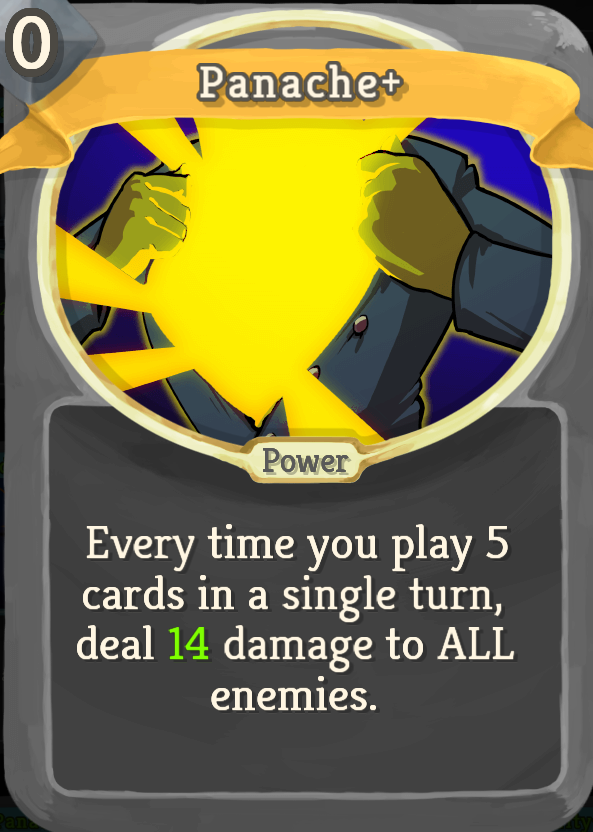 0
Panache+
Power
Every time you play 5
cards in a single turn,
deal 14 damage to ALL
enemies.